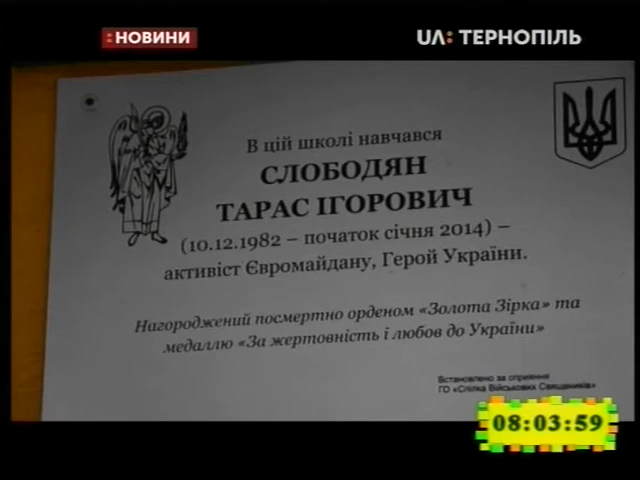 :НОВИНИ
UA: ТЕРНОПІЛЬ
В цій школі навчався
СЛОБОДЯН
ТАРАС ІГОРОВИЧ
(10.12.1982 – початок січня 2014) –
активіст Євромайдану, Герой України.
Нагороджений посмертно орденом «Золота Зірка» та
медаллю «За жертовність і любов до України»
Встановлено за сприяння
ГО «Спілка Військових Священиків»
08:03:59